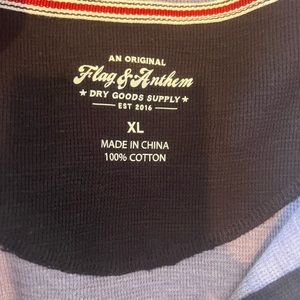 AN ORIGINAL
Flag & Anthem
★ DRY GOODS SUPPLY ★
EST 2016
XL
MADE IN CHINA
100% COTTON